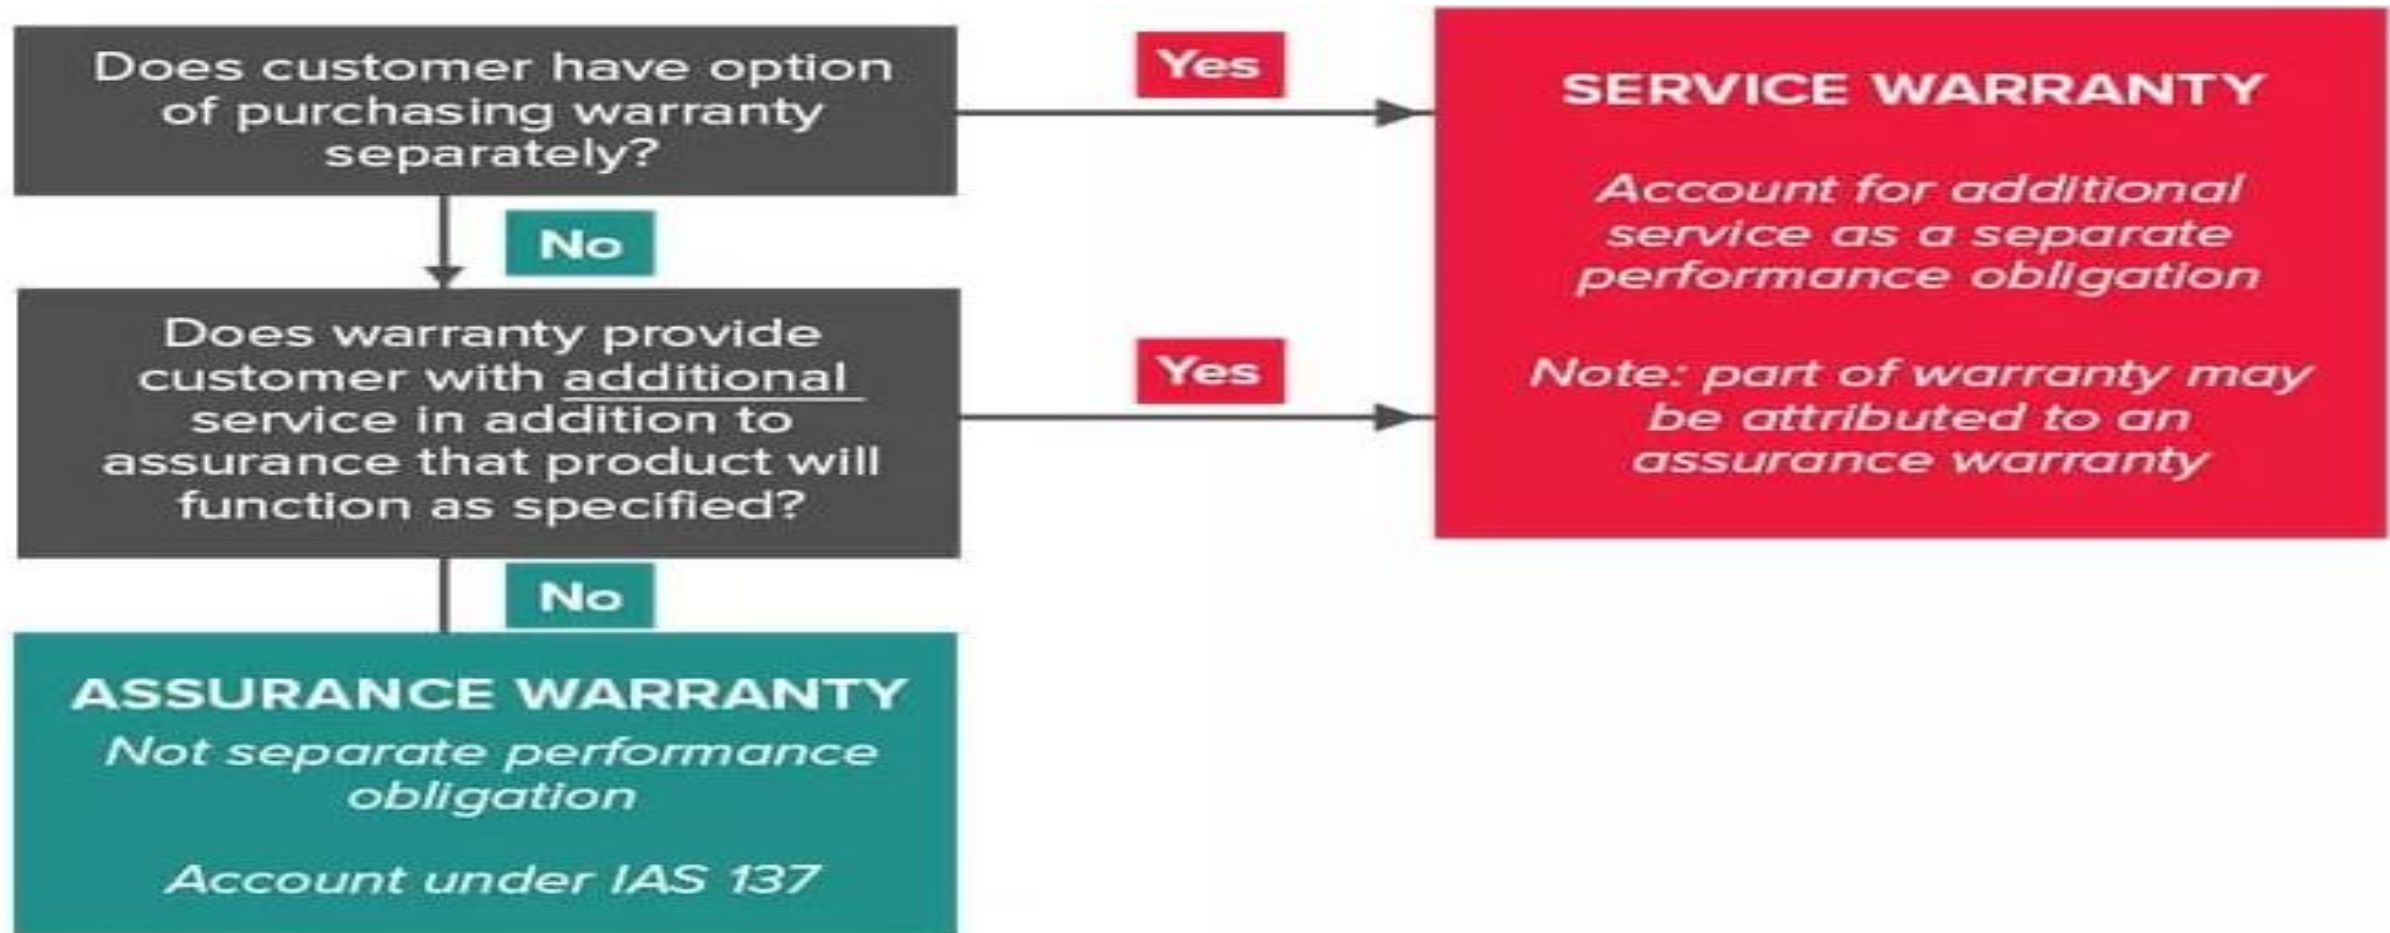 Does customer have option
of purchasing warranty
separately?
Yes
SERVICE WARRANTY
Account for additional
service as a separate
performance obligation
Note: part of warranty may
be attributed to an
assurance warranty
No
Does warranty provide
customer with additional
service in addition to
assurance that product will
function as specified?
Yes
No
ASSURANCE WARRANTY
Not separate performance
obligation
Account under IAS 137